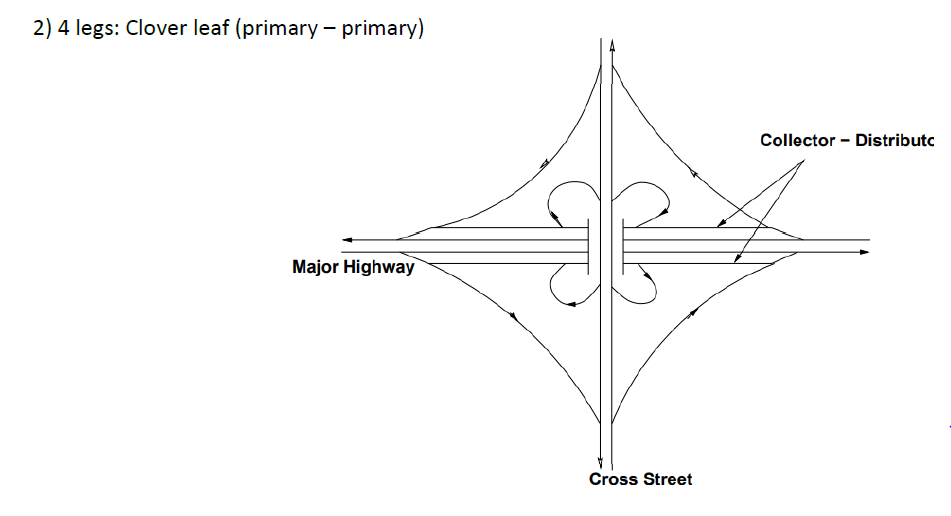 2) 4 legs: Clover leaf (primary – primary)
Collector – Distributo
Major Highway
Cross Street